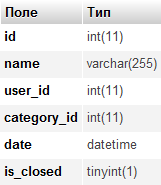 Поле Тип
id int(11)
name varchar(255)
user_id int(11)
category_id int(11)
date datetime
is_closed tinyint(1)